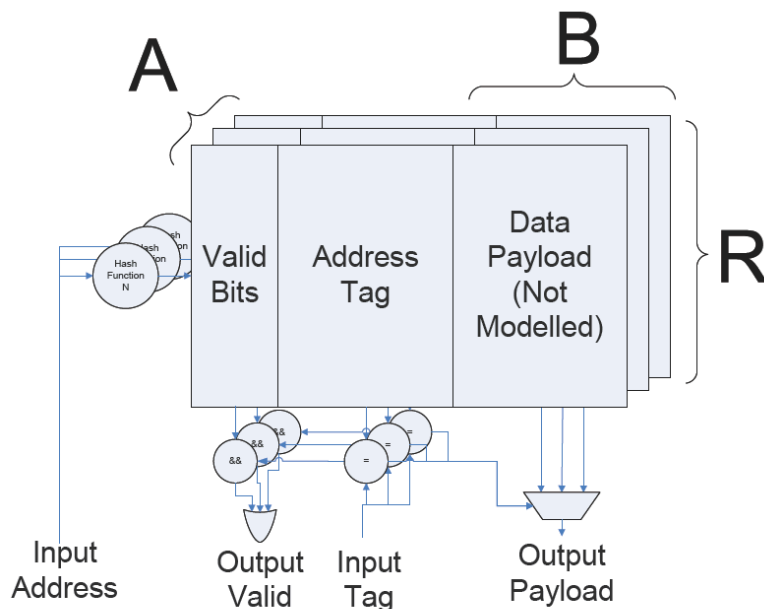 A
B
R
Hash
Function
N
Valid
Bits
Address
Tag
Data
Payload
(Not
Modelled)
&&
&&
&&
=
=
=
Input
Address
Output
Valid
Input
Tag
Output
Payload